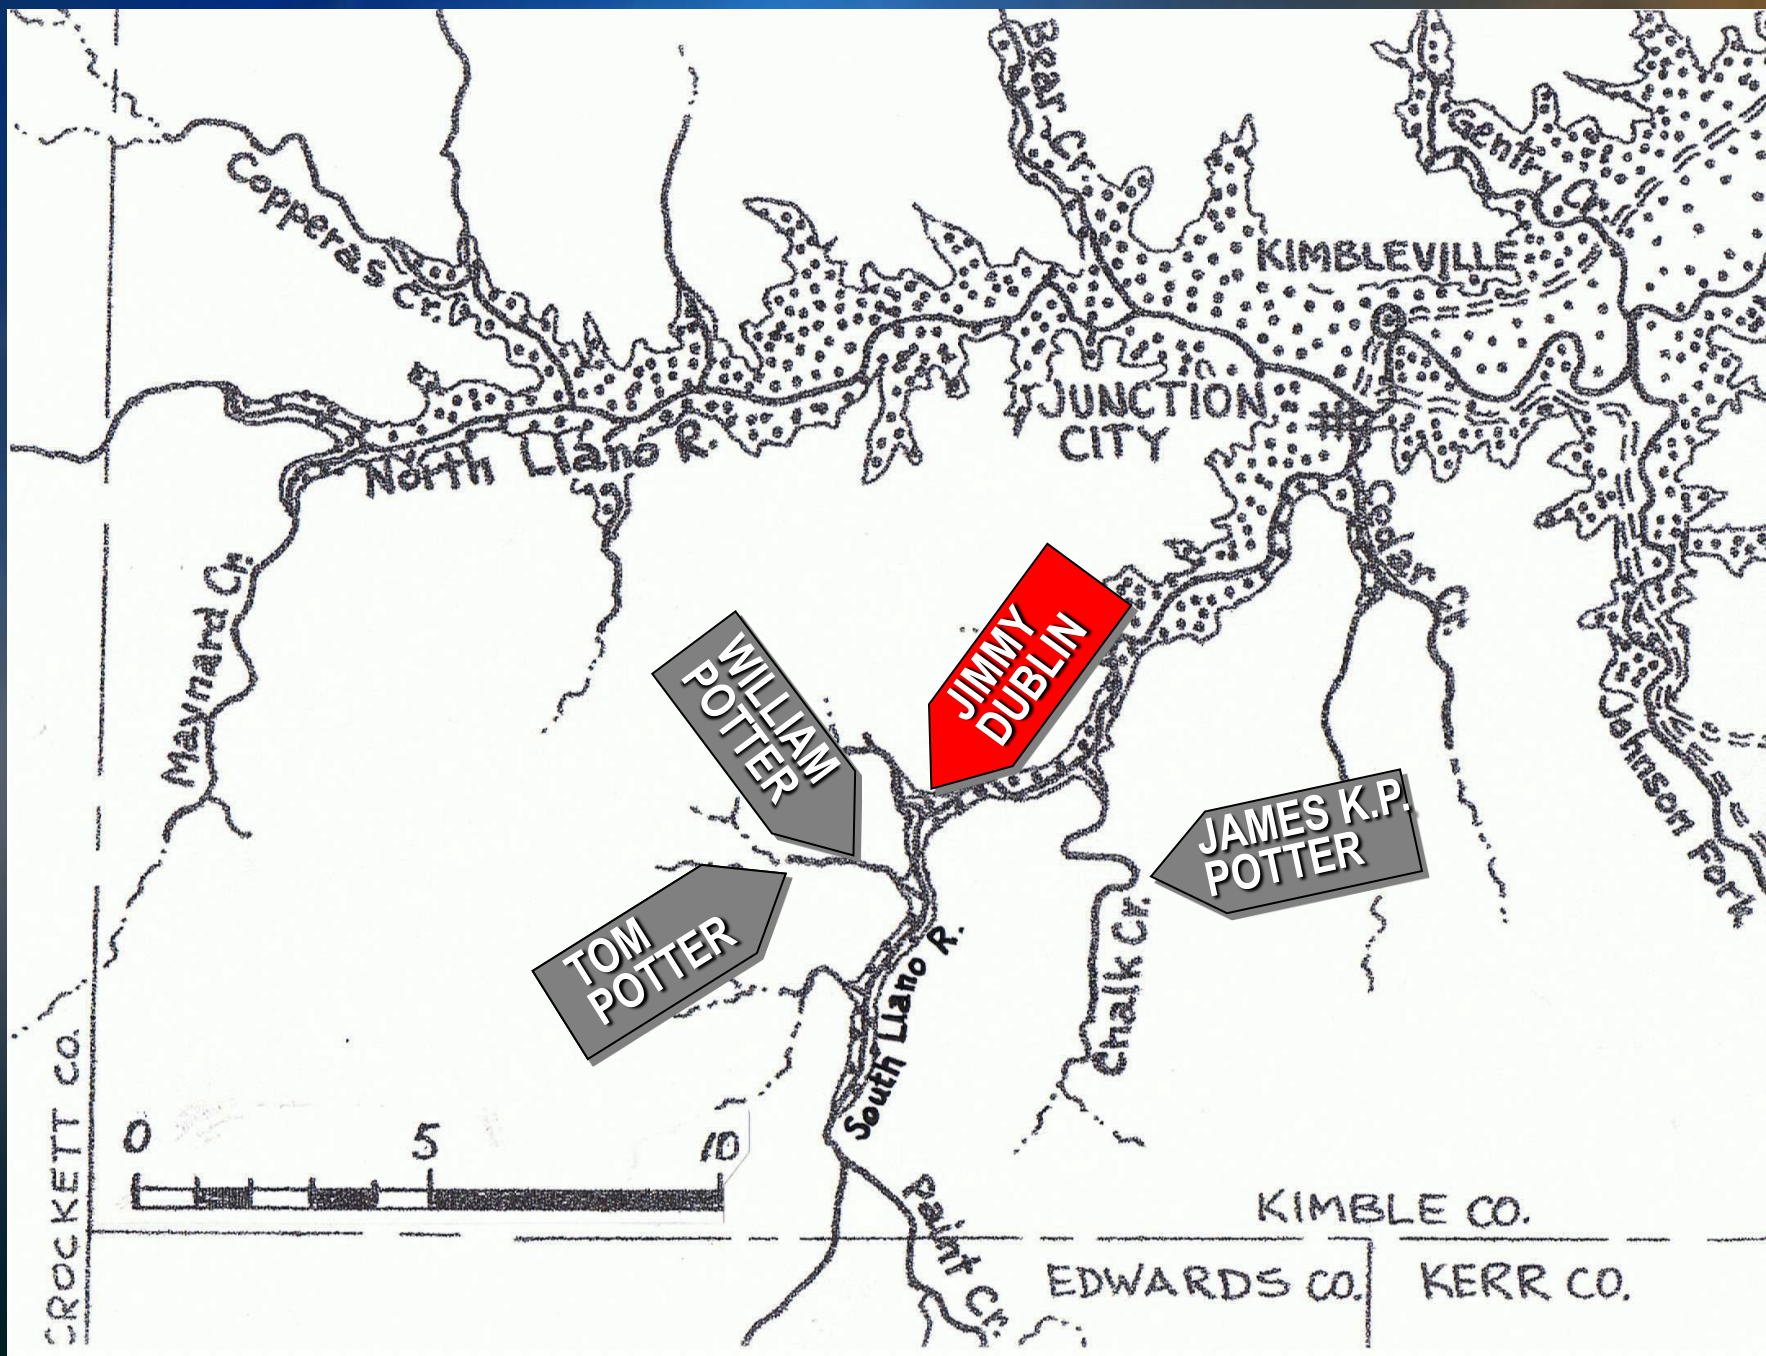 Bear Cr.
Gentry Cr.
Copperas Cr.
KIMBLEVILLE
JUNCTION
CITY
North Llano R.
Cedar Cr.
Maynard Cr.
JIMMY
DUBLIN
WILLIAM
POTTER
Johnson Fork
JAMES K.P.
POTTER
TOM
POTTER
Chalk Cr.
South Llano R.
CROCKETT CO.
0 5 10
Paint Cr.
KIMBLE CO.
EDWARDS CO.
KERR CO.